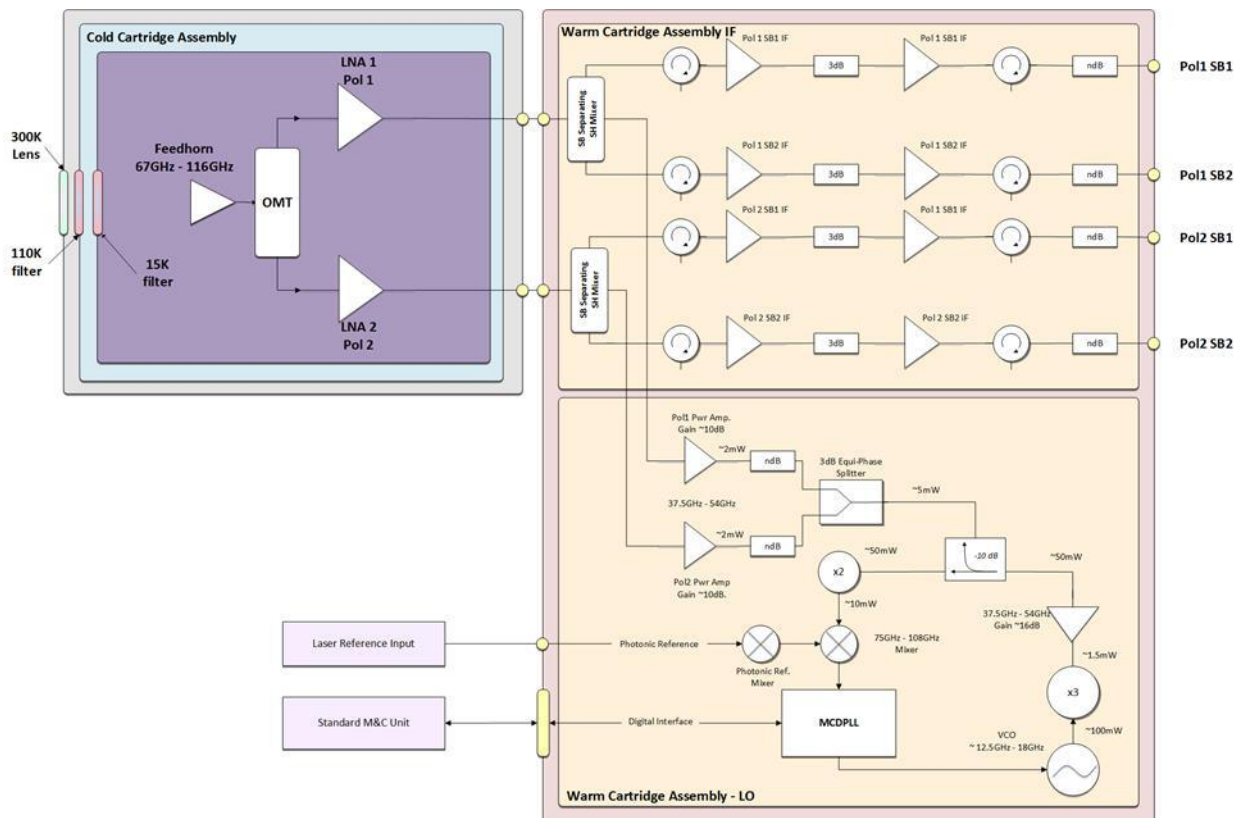 Cold Cartridge Assembly
LNA 1
Pol 1
Feedhorn
67GHz - 116GHz
OMT
LNA 2
Pol 2
300K
Lens
110K
filter
15K
filter
Warm Cartridge Assembly IF
SB Separating
SH Mixer
Pol 1 SB1 IF
3dB
Pol 1 SB1 IF
ndB
Pol1 SB1
Pol 1 SB2 IF
3dB
Pol 1 SB2 IF
ndB
Pol1 SB2
SB Separating
SH Mixer
Pol 2 SB1 IF
3dB
Pol 1 SB1 IF
ndB
Pol2 SB1
Pol 2 SB2 IF
3dB
Pol 2 SB2 IF
ndB
Pol2 SB2
Pol1 Pwr Amp.
Gain ~10dB
~2mW
ndB
3dB Equi-Phase
Splitter
~5mW
37.5GHz - 54GHz
~2mW
ndB
Pol2 Pwr Amp
Gain ~10dB.
-10 dB
~50mW
~50mW
x2
~10mW
37.5GHz - 54GHz
Gain ~16dB
~1.5mW
75GHz - 108GHz
Mixer
Laser Reference Input
Photonic Reference
Photonic Ref.
Mixer
x3
~100mW
Standard M&C Unit
Digital Interface
MCDPLL
VCO
~ 12.5GHz - 18GHz
Warm Cartridge Assembly - LO